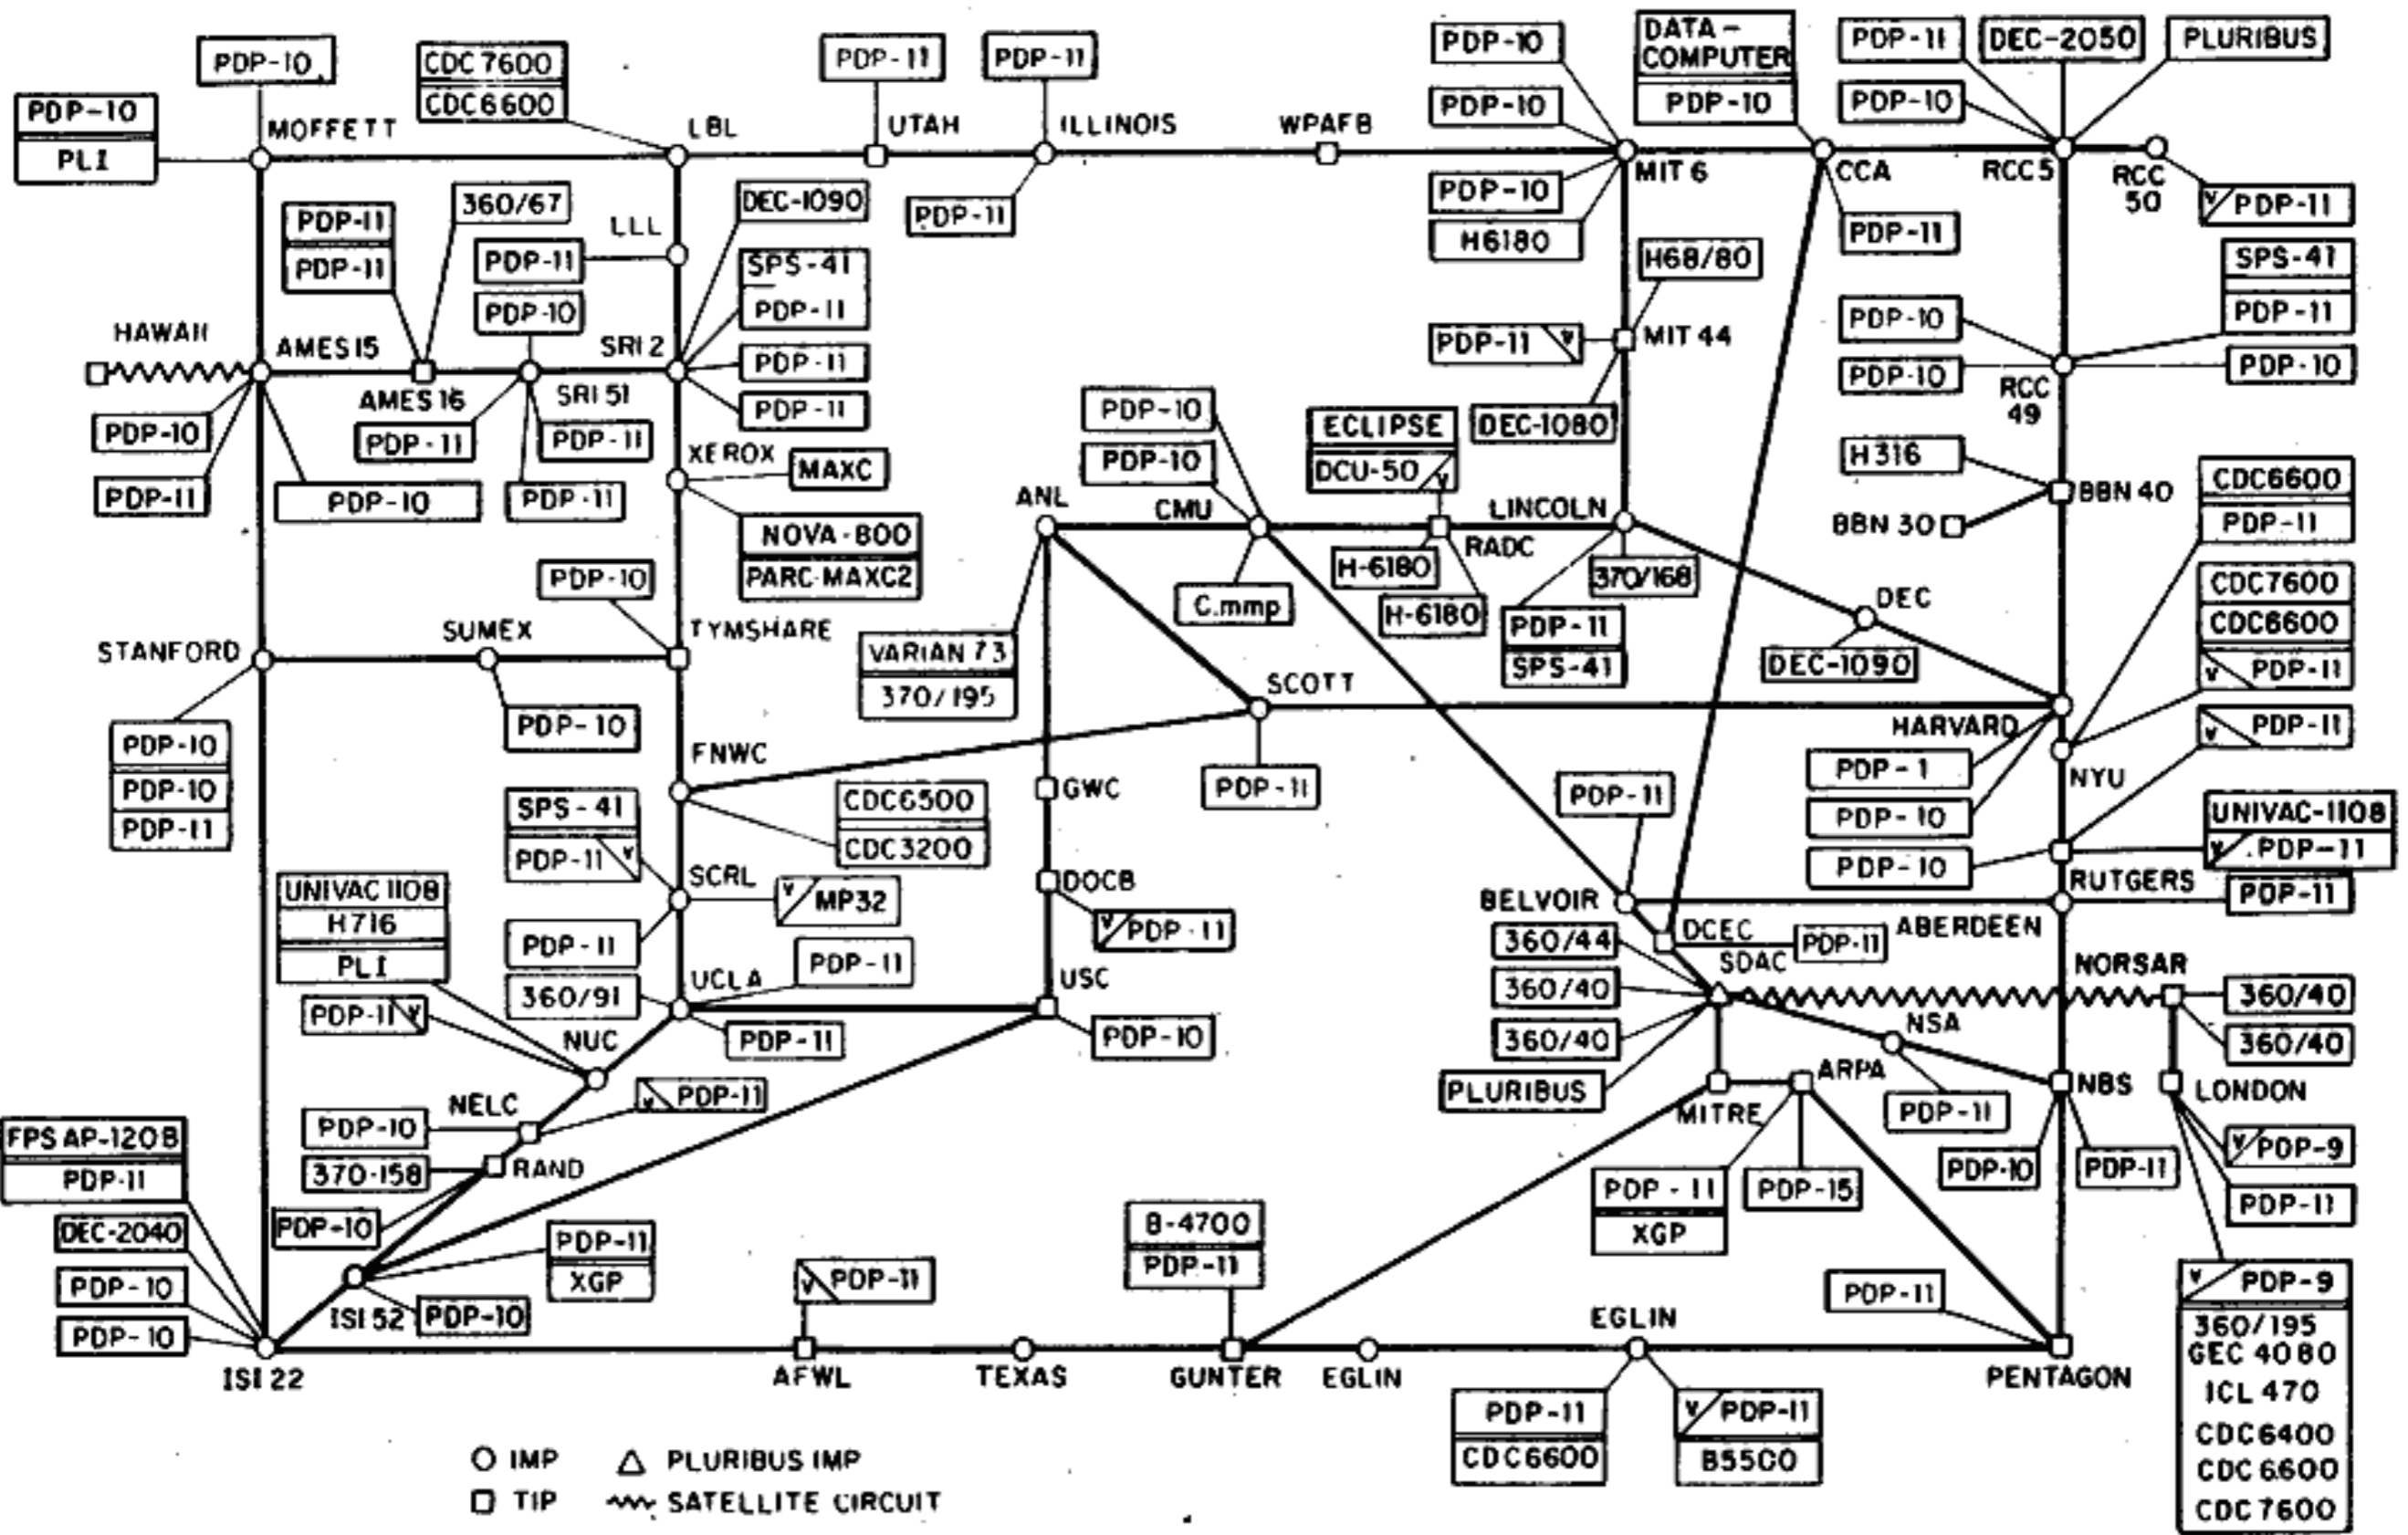 PDP-10
CDC7600
CDC6600
PDP-11
PDP-11
PDP-10
DATA-
COMPUTER
PDP-10
PDP-11
DEC-2050
PLURIBUS
PDP-10
PLI
MOFFETT
LBL
UTAH
ILLINOIS
WPAFB
PDP-10
PDP-10
MIT 6
CCA
RCC5
RCC
50
PDP-11
360/67
PDP-11
PDP-11
LLL
PDP-11
DEC-1090
PDP-11
PDP-10
H6180
PDP-11
V PDP-11
PDP-10
SPS-41
PDP-11
H68/80
SPS-41
PDP-11
HAWAII
AMES15
AMES16
SRI 51
SRI 2
PDP-11
PDP-11
PDP-11 V
MIT 44
PDP-10
PDP-10
RCC
49
PDP-10
PDP-10
PDP-11
PDP-10
PDP-11
PDP-11
PDP-11
XEROX
MAXC
NOVA-800
PARC-MAXC2
PDP-10
PDP-10
ECLIPSE
DCU-50 V
DEC-1080
H316
BBN 40
BBN 30
CDC6600
PDP-11
ANL
CMU
RADC
LINCOLN
PDP-10
C.mmp
H-6180
H-6180
370/168
PDP-11
SPS-41
DEC
DEC-1090
CDC7600
CDC6600
V PDP-11
STANFORD
SUMEX
TYMSHARE
VARIAN 73
370/195
SCOTT
HARVARD
V PDP-11
PDP-10
PDP-10
PDP-11
PDP-10
FNWC
CDC6500
CDC3200
GWC
PDP-11
PDP-11
PDP-1
PDP-10
NYU
PDP-10
UNIVAC-1108
V PDP-11
SPS-41
PDP-11 V
SCRL
V MP32
DOCB
V PDP-11
BELVOIR
RUTGERS
PDP-11
ABERDEEN
UNIVAC 1108
H716
PLI
PDP-11
360/91
UCLA
PDP-11
PDP-11
USC
PDP-10
360/44
360/40
360/40
PLURIBUS
DCEC
PDP-11
SDAC
NORSAR
360/40
360/40
PDP-11 V
NUC
NSA
PDP-11
NELC
PDP-10
V PDP-11
MITRE
ARPA
NBS
LONDON
FPS AP-120B
PDP-11
370-158
RAND
PDP-10
PDP-11
XGP
PDP-15
PDP-10
PDP-11
V PDP-9
PDP-11
DEC-2040
PDP-10
PDP-10
PDP-11
XGP
PDP-10
ISI 52
V PDP-11
B-4700
PDP-11
PDP-11
V PDP-9
360/195
GEC 4080
ICL 470
CDC6400
CDC6600
CDC7600
ISI 22
AFWL
TEXAS
GUNTER
EGLIN
EGLIN
PENTAGON
PDP-11
CDC6600
V PDP-11
B5500
IMP
PLURIBUS IMP
TIP
SATELLITE CIRCUIT